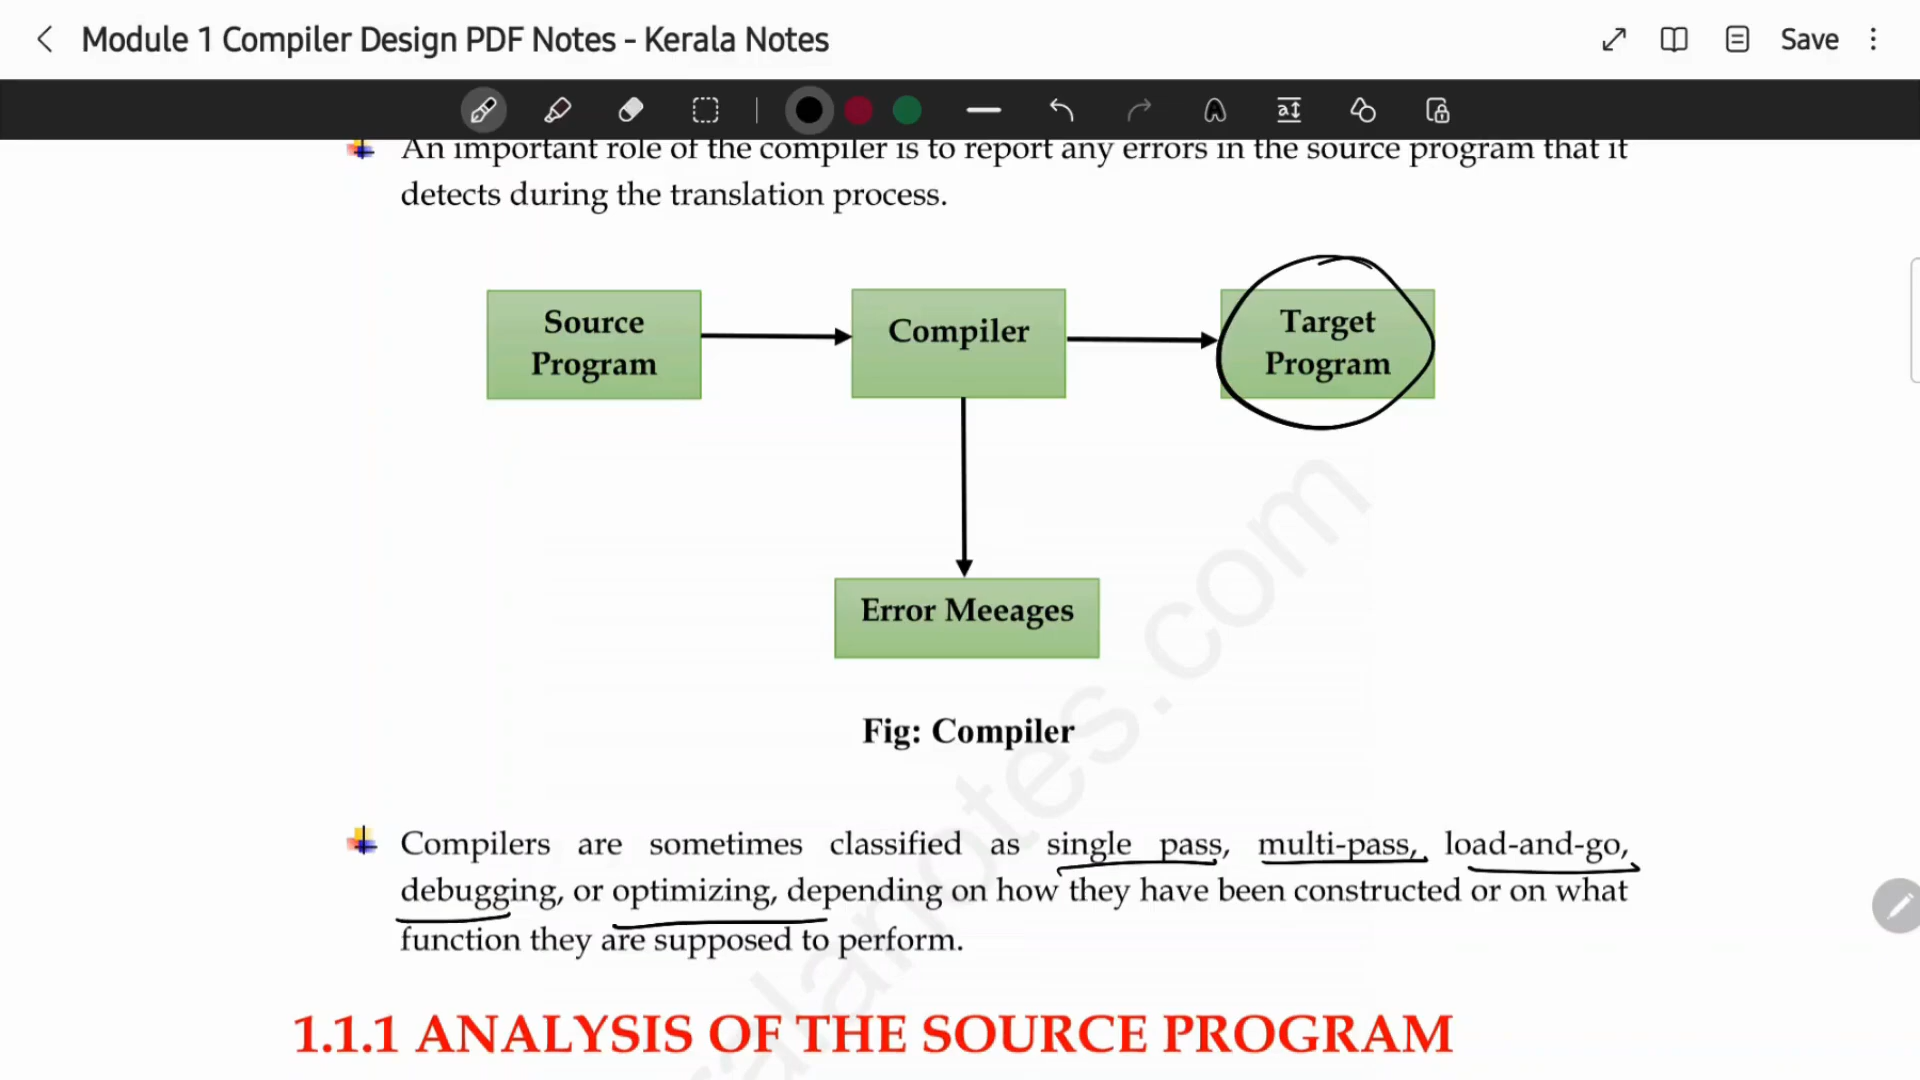 Module 1 Compiler Design PDF Notes - Kerala Notes
Save
An important role of the compiler is to report any errors in the source program that it
detects during the translation process.
Source
Program
Compiler
Target
Program
Error Meeages
Fig: Compiler
Compilers are sometimes classified as single pass, multi-pass, load-and-go,
debugging, or optimizing, depending on how they have been constructed or on what
function they are supposed to perform.
1.1.1 ANALYSIS OF THE SOURCE PROGRAM
alanotes.com